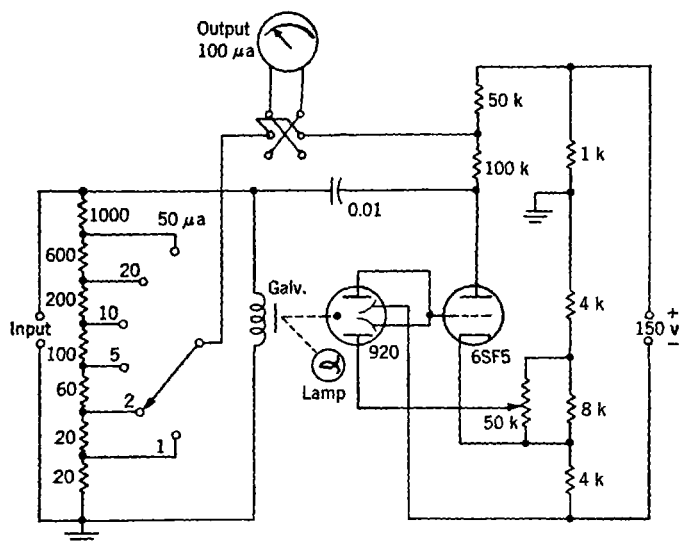 Output
100 μa
50 k
100 k
1 k
0.01
1000
50 μa
600
20
200
10
Input
100
5
60
2
20
1
20
Galv.
Lamp
920
6SF5
4 k
+
150 v
−
50 k
8 k
4 k